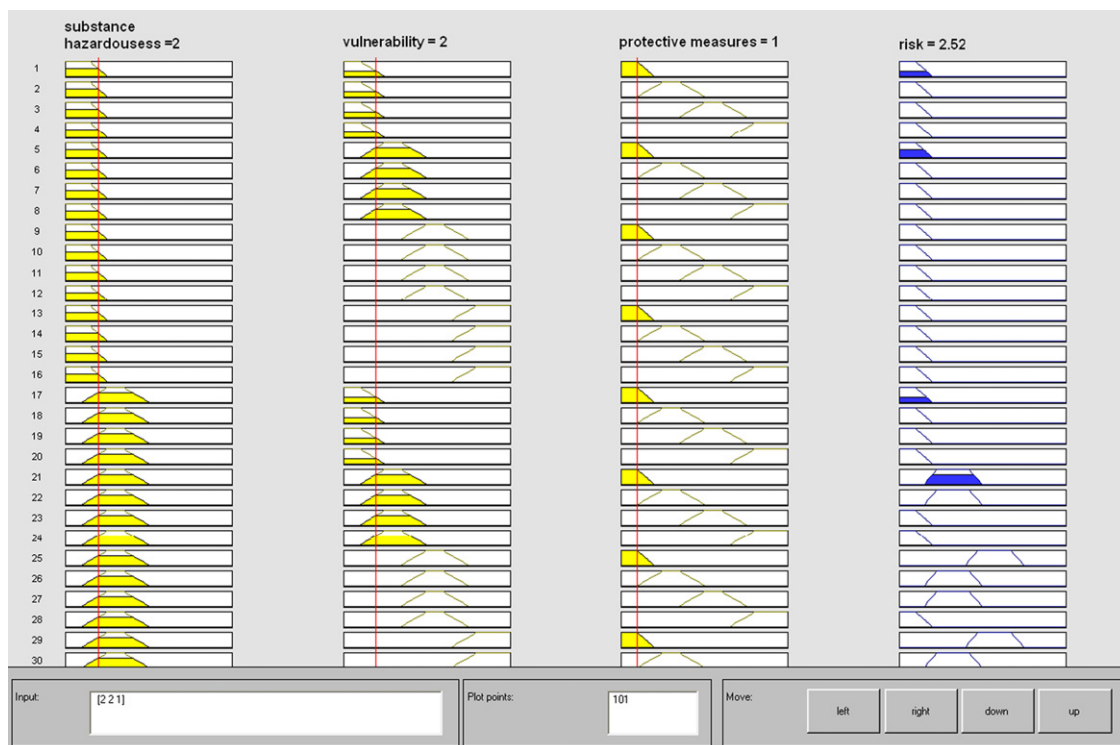 substance
hazardousess =2
vulnerability = 2
protective measures = 1
risk = 2.52
1
2
3
4
5
6
7
8
9
10
11
12
13
14
15
16
17
18
19
20
21
22
23
24
25
26
27
28
29
30
Input:
[2 2 1]
Plot points:
101
Move:
left
right
down
up